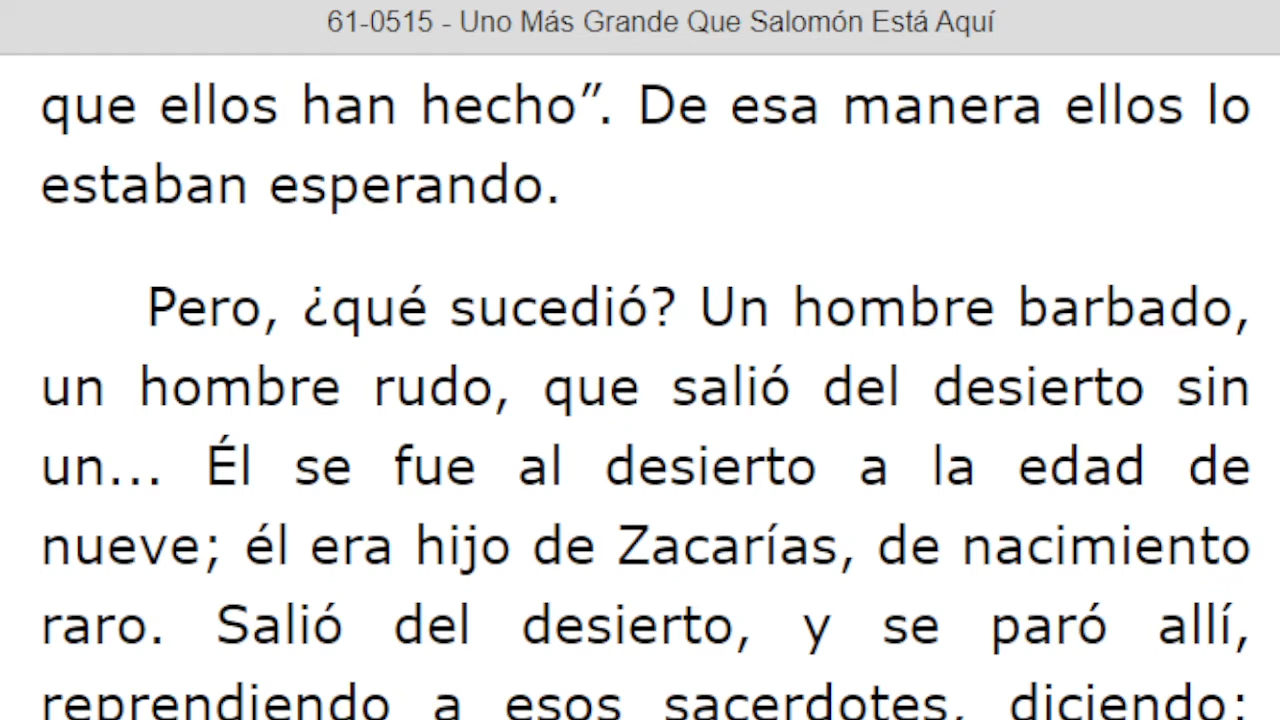 61-0515 - Uno Más Grande Que Salomón Está Aquí
que ellos han hecho”. De esa manera ellos lo
estaban esperando.
Pero, ¿qué sucedió? Un hombre barbado,
un hombre rudo, que salió del desierto sin
un... Él se fue al desierto a la edad de
nueve; él era hijo de Zacarías, de nacimiento
raro. Salió del desierto, y se paró allí,
reprendiendo a esos sacerdotes, diciendo: